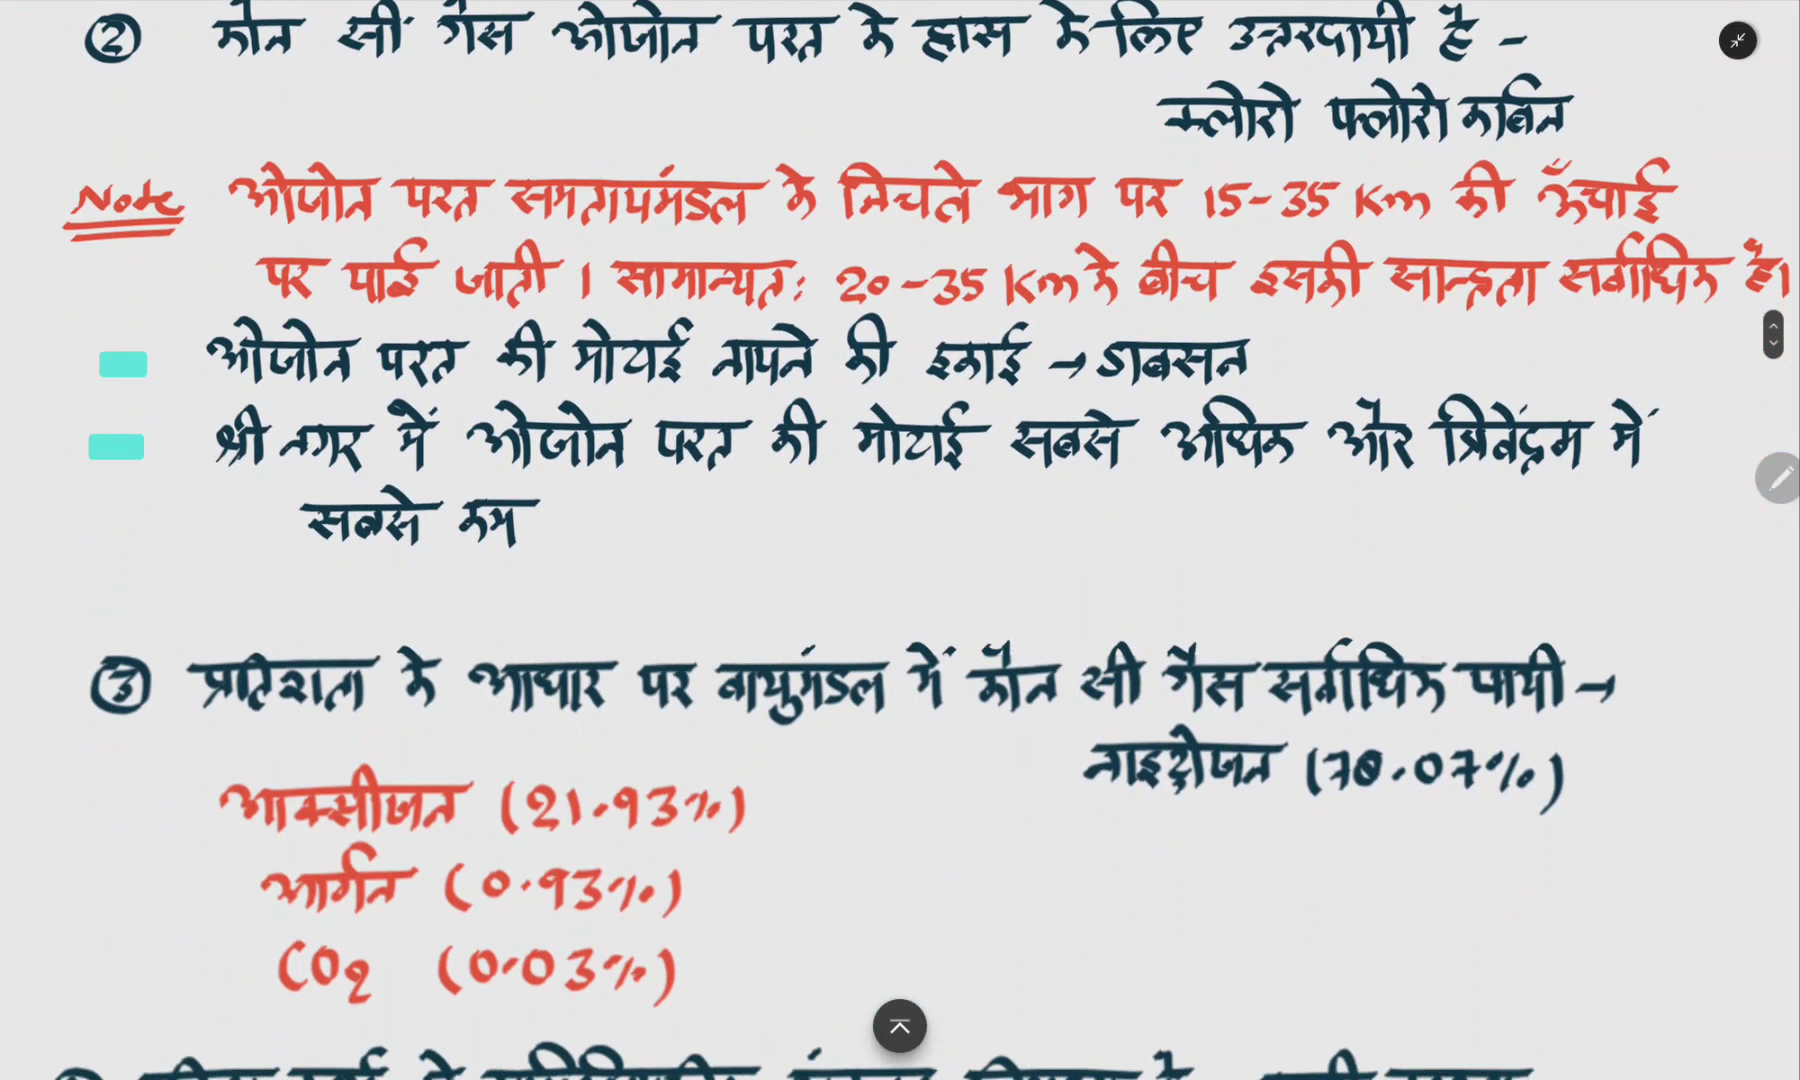 ② कौन सी गैस ओजोन परत के ह्रास के लिए उत्तरदायी है -
क्लोरो फ्लोरो कार्बन
Note ओजोन परत समतापमंडल के निचले भाग पर 15-35 Km की ऊँचाई
पर पाई जाती । सामान्यत: 20-35 Km के बीच इसकी सान्द्रता सर्वाधिक है।
ओजोन परत की मोटाई नापने की इकाई → डाबसन
श्रीनगर में ओजोन परत की मोटाई सबसे अधिक और त्रिवेंद्रम में
सबसे कम
③ प्रतिशता के आधार पर वायुमंडल में कौन सी गैस सर्वाधिक पायी →
नाइट्रोजन (78.07%)
आक्सीजन (21.93%)
आर्गन (0.93%)
CO2 (0.03%)